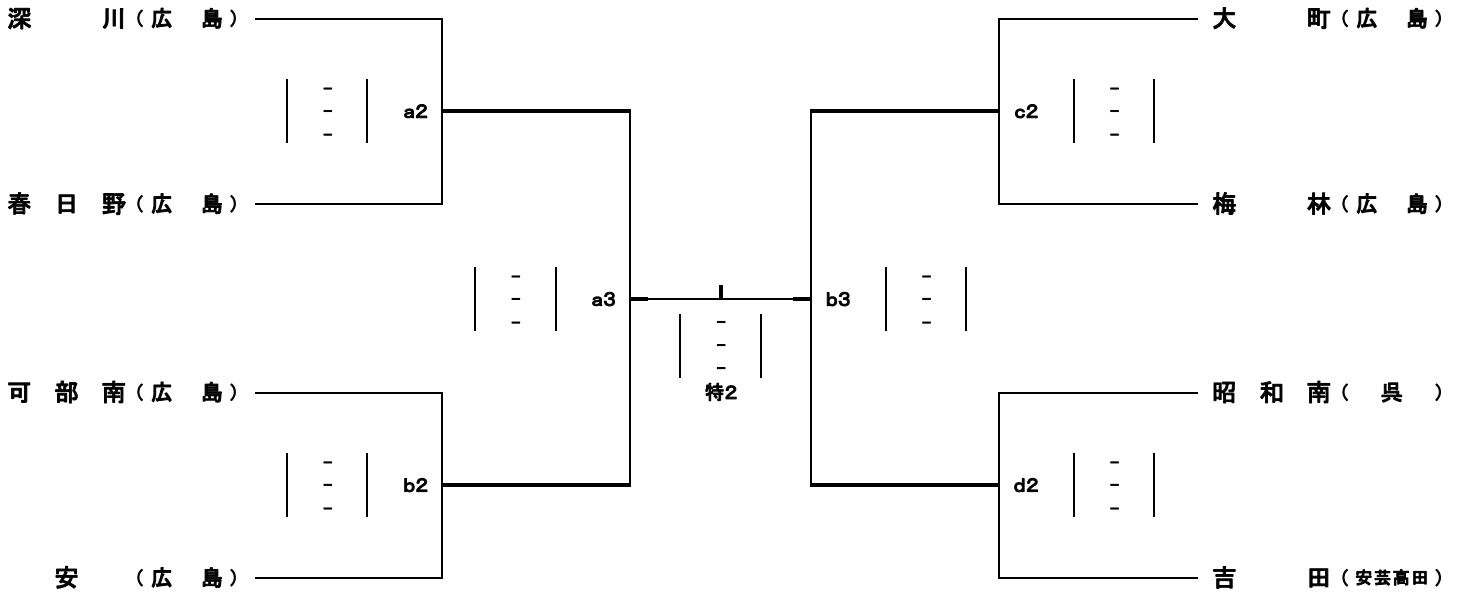 深川（広島）
大町（広島）
-
-
-
a2
c2
-
-
-
春日野（広島）
梅林（広島）
-
-
-
a3
b3
-
-
-
-
-
-
特2
可部南（広島）
昭和南（呉）
-
-
-
b2
d2
-
-
-
安（広島）
吉田（安芸高田）